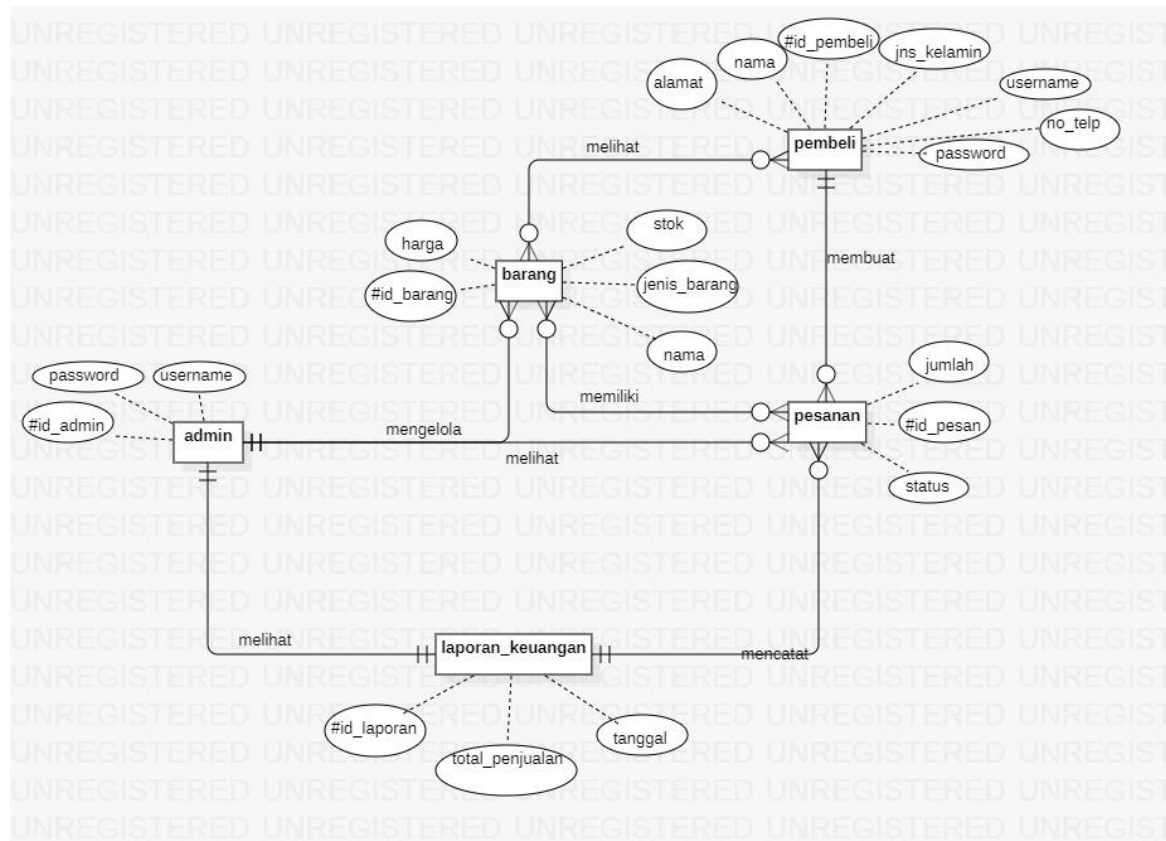 #id_pembeli
jns_kelamin
nama
alamat
username
no_telp
pembeli
password
melihat
stok
harga
membuat
barang
jenis_barang
#id_barang
nama
jumlah
password
username
memiliki
pesanan
#id_pesan
#id_admin
admin
mengelola
melihat
status
melihat
laporan_keuangan
mencatat
#id_laporan
tanggal
total_penjualan
UNREGISTERED